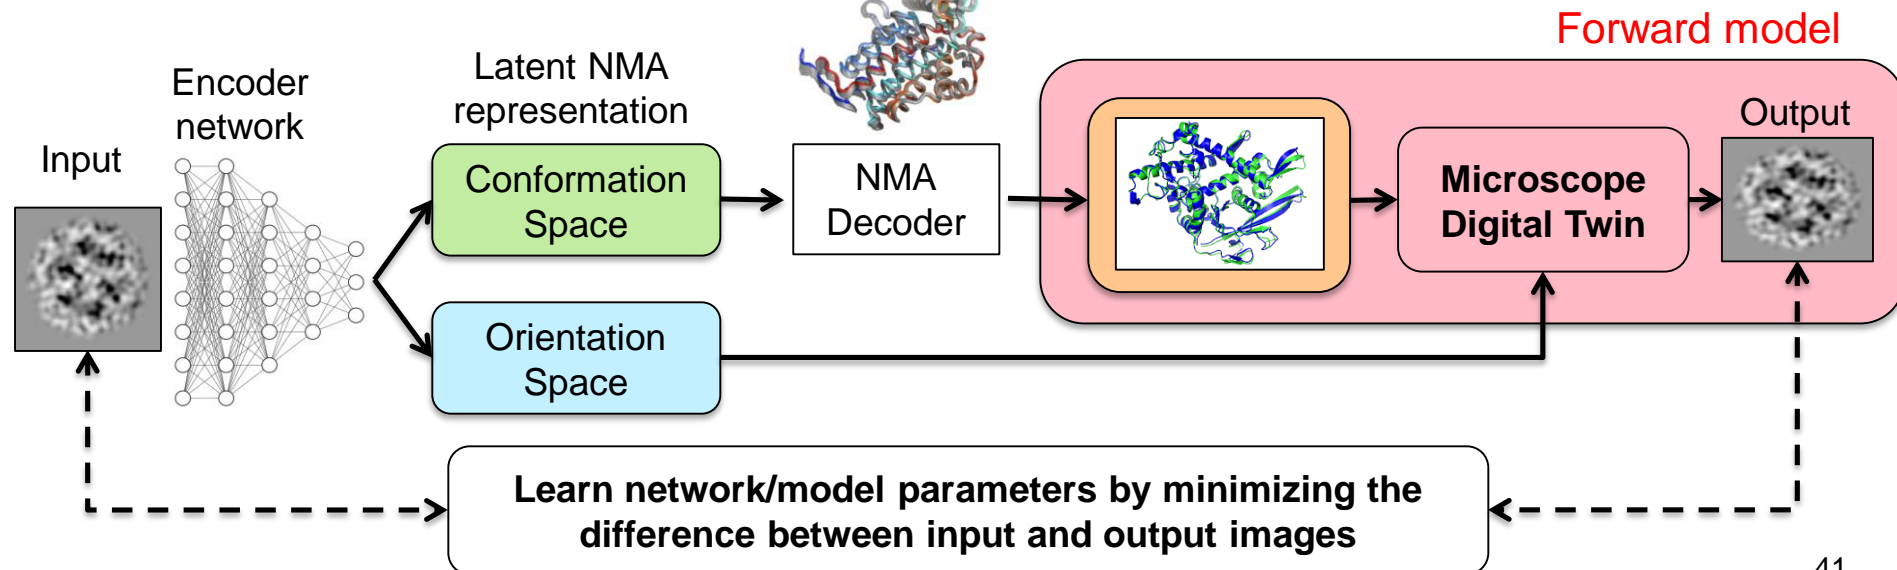 Forward model
Encoder
network
Latent NMA
representation
Input
Conformation
Space
NMA
Decoder
Microscope
Digital Twin
Output
Orientation
Space
Learn network/model parameters by minimizing the
difference between input and output images
41